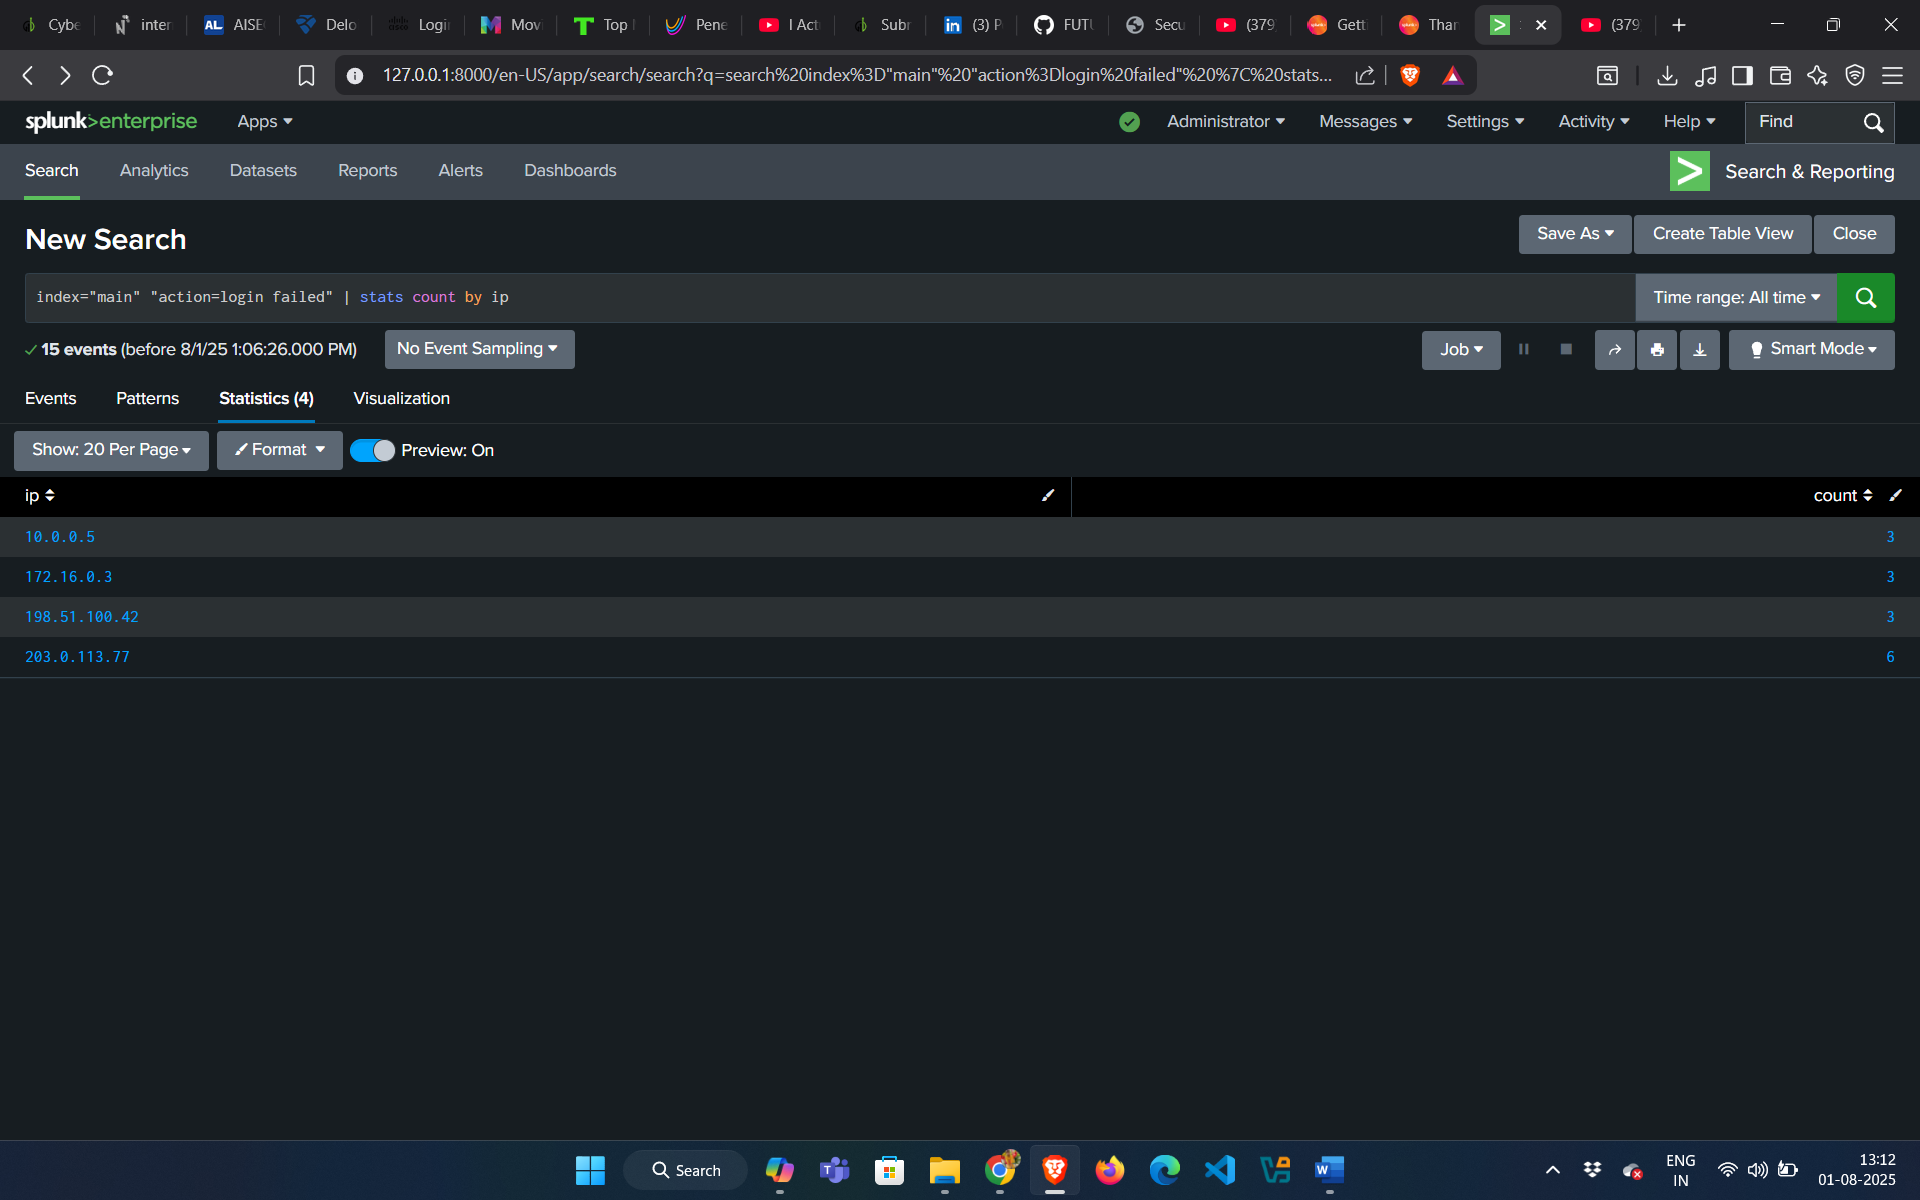 Cybe
inter
AL AISE
Delo
Logi
Mov
Top
Pene
I Act
Subr
in (3) P
FUTU
Secu
(379
Gett
Than
(379
127.0.0.1:8000/en-US/app/search/search?q=search%20index%3D"main"%20"action%3Dlogin%20failed"%20%7C%20stats...
splunk>enterprise
Apps
Administrator
Messages
Settings
Activity
Help
Find
Search
Analytics
Datasets
Reports
Alerts
Dashboards
Search & Reporting
New Search
Save As
Create Table View
Close
index="main" "action=login failed" | stats count by ip
Time range: All time
15 events (before 8/1/25 1:06:26.000 PM)
No Event Sampling
Job
Smart Mode
Events
Patterns
Statistics (4)
Visualization
Show: 20 Per Page
Format
Preview: On
ip count
10.0.0.5 3
172.16.0.3 3
198.51.100.42 3
203.0.113.77 6
Search
ENG
IN
13:12
01-08-2025